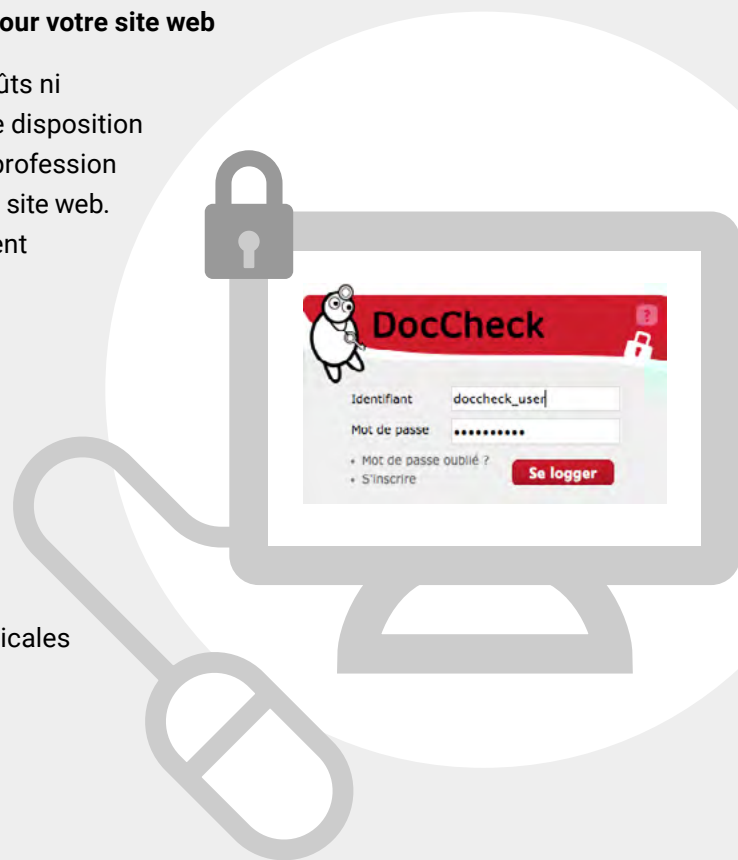 our votre site web
ûts ni
e disposition
profession
site web.
ent
DocCheck
?
Identifiant doccheck_user
Mot de passe ••••••••••
• Mot de passe oublié ?
• S'inscrire
Se logger
icales